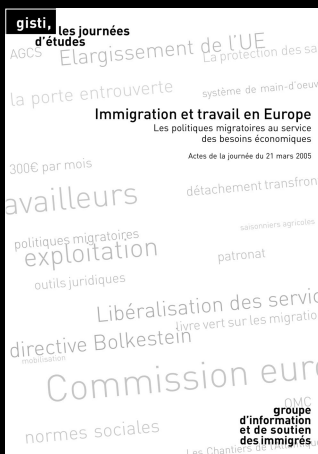 gisti, les journées
d'études
AGCS
Elargissement de l'UE
La protection des sa
la porte entrouverte
système de main-d'oeuv
Immigration et travail en Europe
Les politiques migratoires au service
des besoins économiques
Actes de la journée du 21 mars 2005
300€ par mois
availleurs
détachement transfron
saisonniers agricoles
politiques migratoires
exploitation
patronat
outils juridiques
Libéralisation des servic
livre vert sur les migratio
directive Bolkestein
mobilisation
Commission euro
OMC
groupe
d'information
et de soutien
des immigrés
normes sociales
Les Chantiers de l'Atlantique